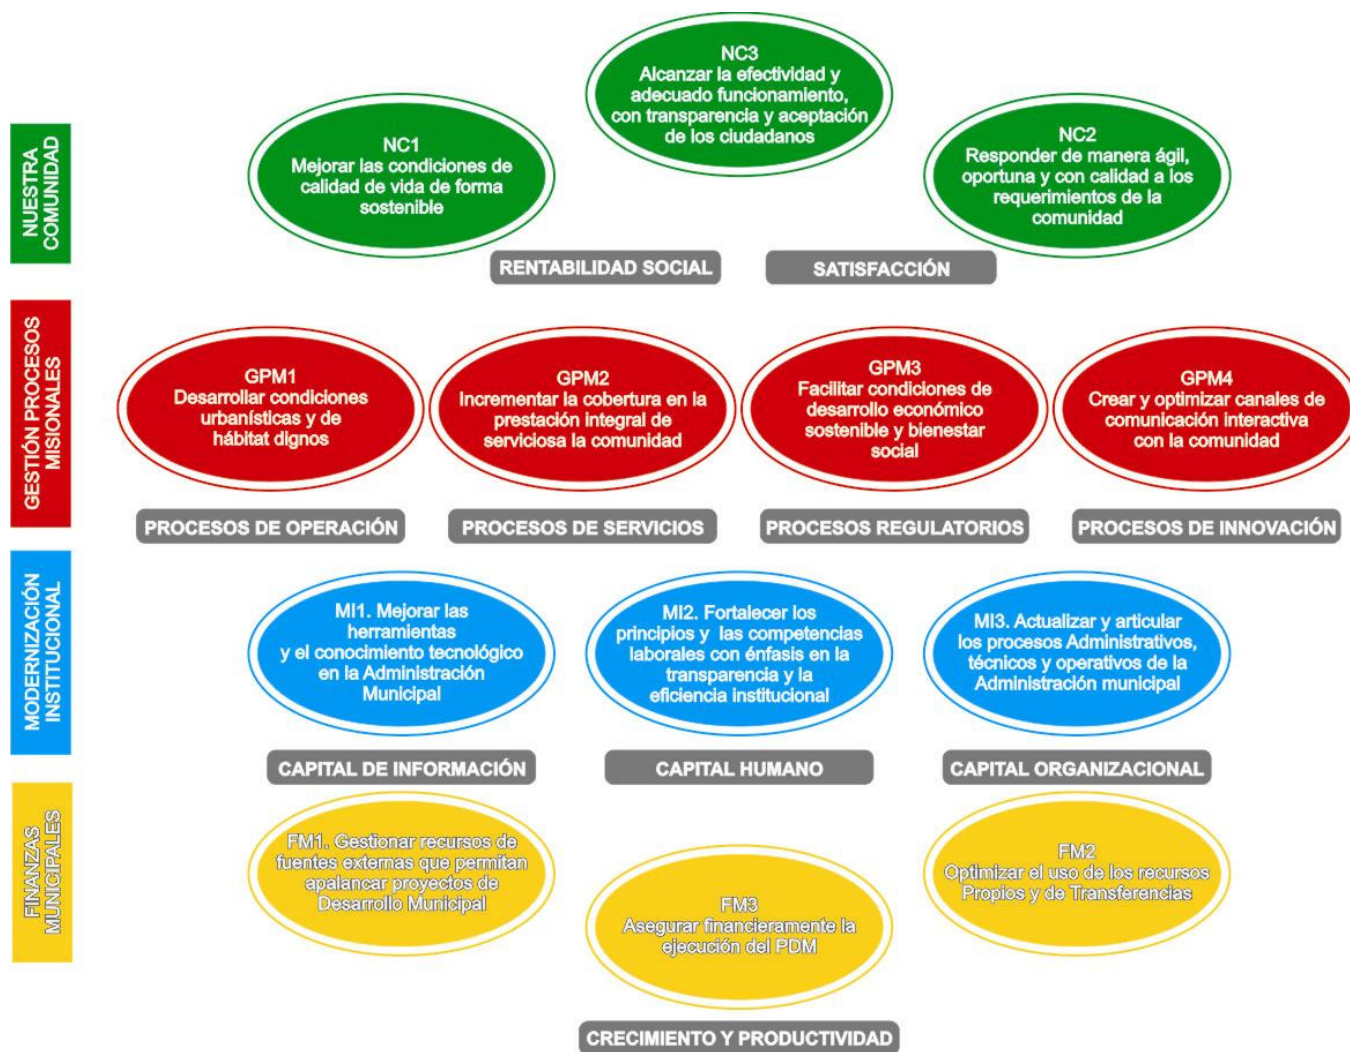 NUESTRA
COMUNIDAD
NC1
Mejorar las condiciones de
calidad de vida de forma
sostenible
NC3
Alcanzar la efectividad y
adecuado funcionamiento,
con transparencia y aceptación
de los ciudadanos
NC2
Responder de manera ágil,
oportuna y con calidad a los
requerimientos de la
comunidad
RENTABILIDAD SOCIAL
SATISFACCIÓN
GESTIÓN PROCESOS
MISIONALES
GPM1
Desarrollar condiciones
urbanísticas y de
hábitat dignos
GPM2
Incrementar la cobertura en la
prestación integral de
serviciosa la comunidad
GPM3
Facilitar condiciones de
desarrollo económico
sostenible y bienestar
social
GPM4
Crear y optimizar canales de
comunicación interactiva
con la comunidad
PROCESOS DE OPERACIÓN
PROCESOS DE SERVICIOS
PROCESOS REGULATORIOS
PROCESOS DE INNOVACIÓN
MODERNIZACIÓN
INSTITUCIONAL
MI1. Mejorar las
herramientas
y el conocimiento tecnológico
en la Administración
Municipal
MI2. Fortalecer los
principios y las competencias
laborales con énfasis en la
transparencia y la
eficiencia institucional
MI3. Actualizar y articular
los procesos Administrativos,
técnicos y operativos de la
Administración municipal
CAPITAL DE INFORMACIÓN
CAPITAL HUMANO
CAPITAL ORGANIZACIONAL
FINANZAS
MUNICIPALES
FM1. Gestionar recursos de
fuentes externas que permitan
apalancar proyectos de
Desarrollo Municipal
FM3
Asegurar financieramente la
ejecución del PDM
FM2
Optimizar el uso de los recursos
Propios y de Transferencias
CRECIMIENTO Y PRODUCTIVIDAD